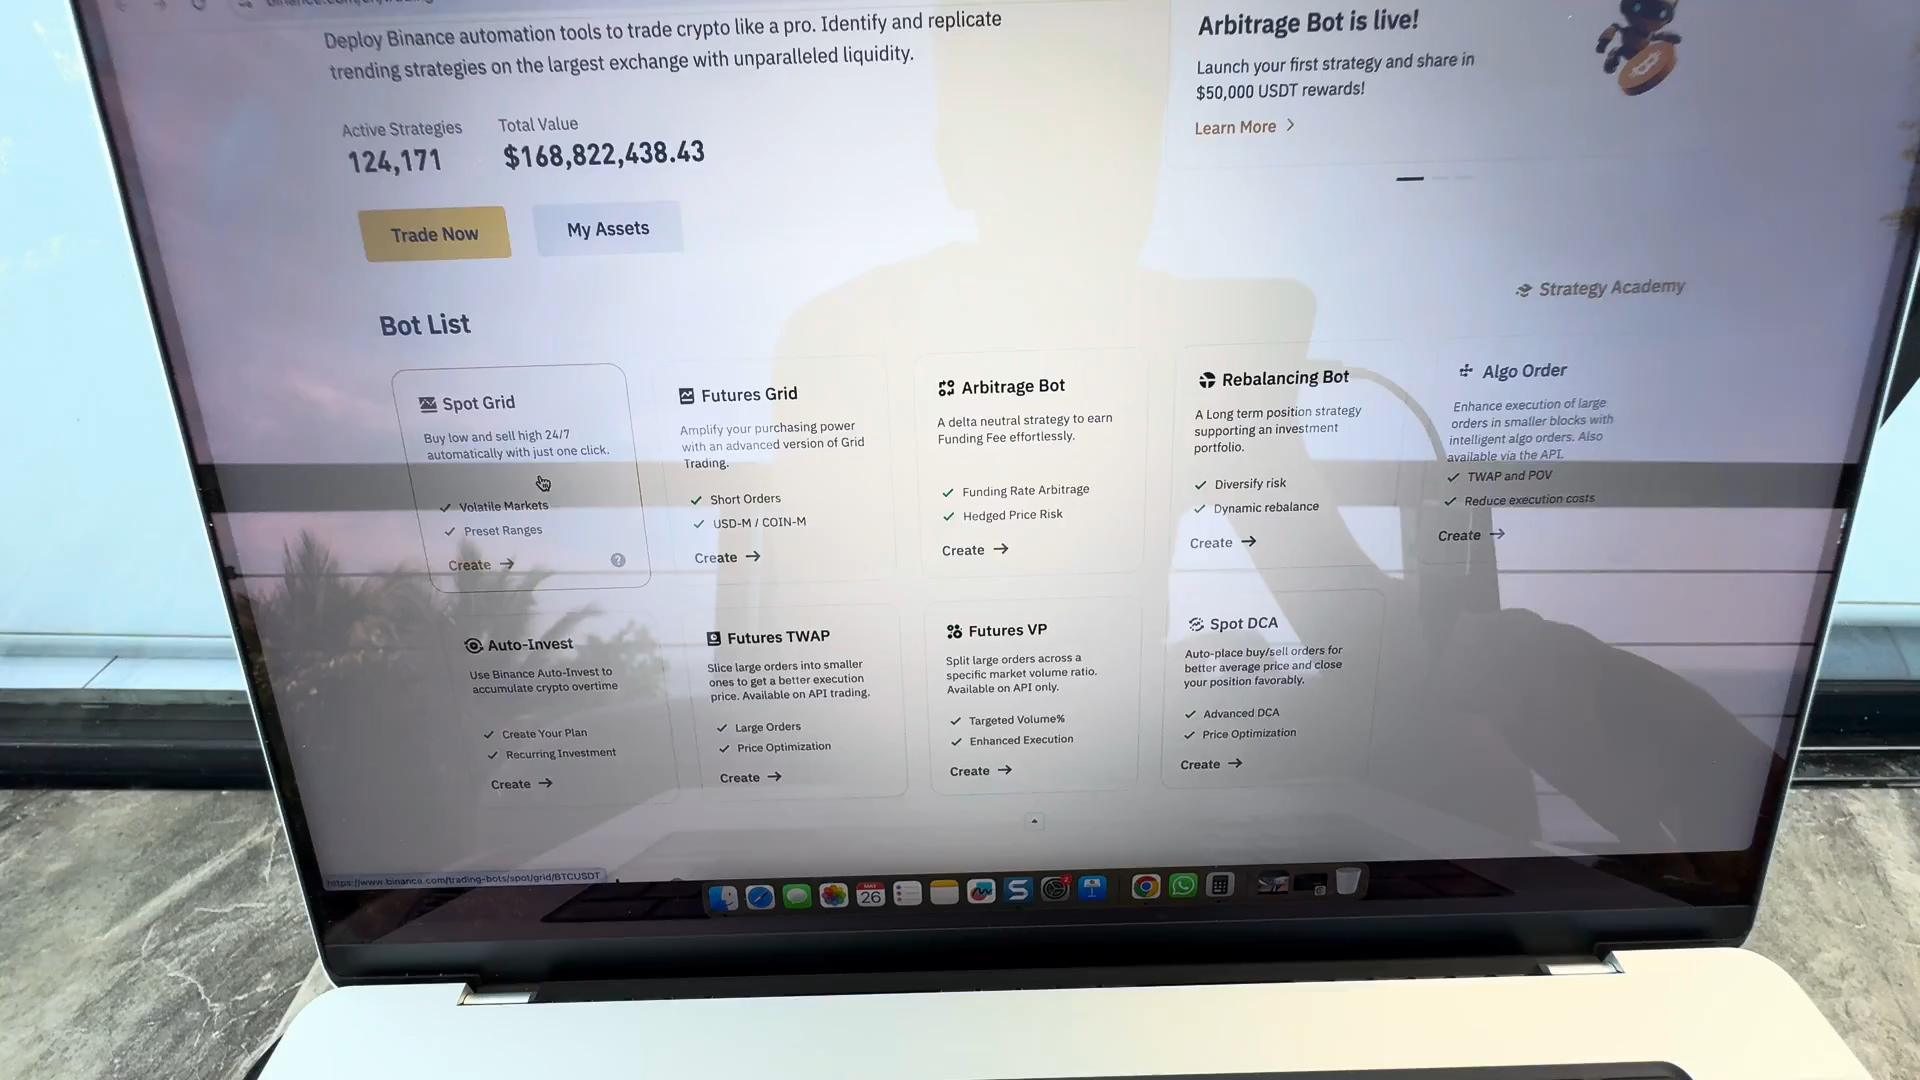 Deploy Binance automation tools to trade crypto like a pro. Identify and replicate
trending strategies on the largest exchange with unparalleled liquidity.
Active Strategies
124,171
Total Value
$168,822,438.43
Trade Now
My Assets
Arbitrage Bot is live!
Launch your first strategy and share in
$50,000 USDT rewards!
Learn More
Strategy Academy
Bot List
Spot Grid
Buy low and sell high 24/7
automatically with just one click.
Volatile Markets
Preset Ranges
Create
Futures Grid
Amplify your purchasing power
with an advanced version of Grid
Trading.
Short Orders
USD-M / COIN-M
Create
Arbitrage Bot
A delta neutral strategy to earn
Funding Fee effortlessly.
Funding Rate Arbitrage
Hedged Price Risk
Create
Rebalancing Bot
A Long term position strategy
supporting an investment
portfolio.
Diversify risk
Dynamic rebalance
Create
Algo Order
Enhance execution of large
orders in smaller blocks with
intelligent algo orders. Also
available via the API.
TWAP and POV
Reduce execution costs
Create
Auto-Invest
Use Binance Auto-Invest to
accumulate crypto overtime
Create Your Plan
Recurring Investment
Create
Futures TWAP
Slice large orders into smaller
ones to get a better execution
price. Available on API trading.
Large Orders
Price Optimization
Create
Futures VP
Split large orders across a
specific market volume ratio.
Available on API only.
Targeted Volume%
Enhanced Execution
Create
Spot DCA
Auto-place buy/sell orders for
better average price and close
your position favorably.
Advanced DCA
Price Optimization
Create
https://www.binance.com/trading-bots/spot/grid/BTCUSDT
MAY
26
2